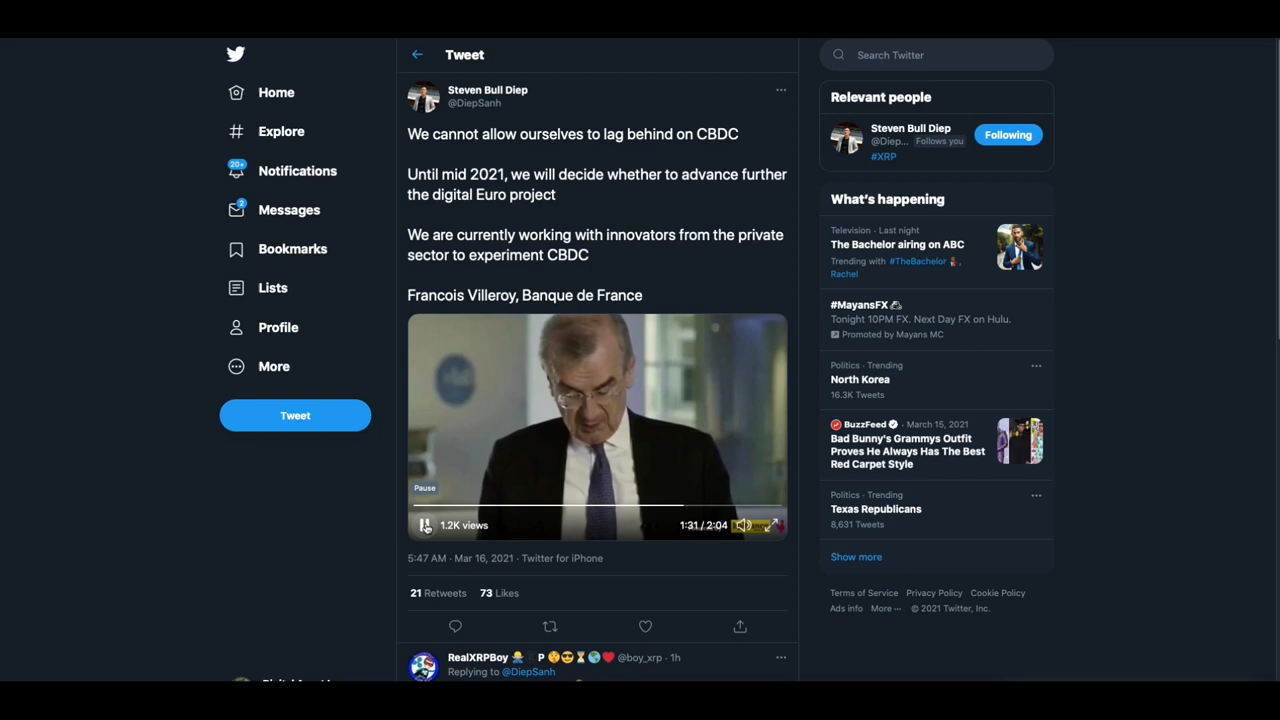 Home
Explore
20+
Notifications
2
Messages
Bookmarks
Lists
Profile
More
Tweet
Tweet
Steven Bull Diep
@DiepSanh
We cannot allow ourselves to lag behind on CBDC
Until mid 2021, we will decide whether to advance further
the digital Euro project
We are currently working with innovators from the private
sector to experiment CBDC
Francois Villeroy, Banque de France
Pause
1.2K views
1:31 / 2:04
5:47 AM · Mar 16, 2021 · Twitter for iPhone
21 Retweets 73 Likes
RealXRPBoy P @boy_xrp · 1h
Replying to @DiepSanh
Search Twitter
Relevant people
Steven Bull Diep
@Diep... Follows you
#XRP
Following
What's happening
Television · Last night
The Bachelor airing on ABC
Trending with #TheBachelor ,
Rachel
#MayansFX
Tonight 10PM FX. Next Day FX on Hulu.
Promoted by Mayans MC
Politics · Trending
North Korea
16.3K Tweets
BuzzFeed · March 15, 2021
Bad Bunny's Grammys Outfit
Proves He Always Has The Best
Red Carpet Style
Politics · Trending
Texas Republicans
8,631 Tweets
Show more
Terms of Service Privacy Policy Cookie Policy
Ads info More ··· © 2021 Twitter, Inc.